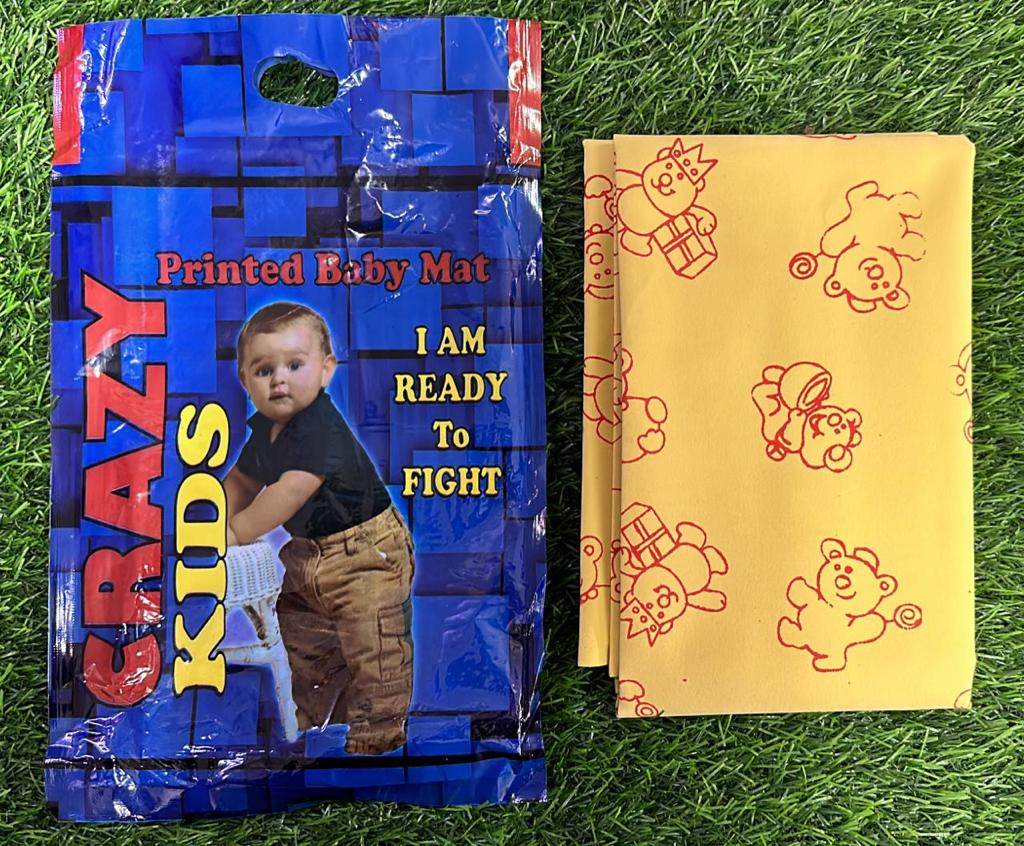 Printed Baby Mat
CRAZY
KIDS
I AM
READY
To
FIGHT